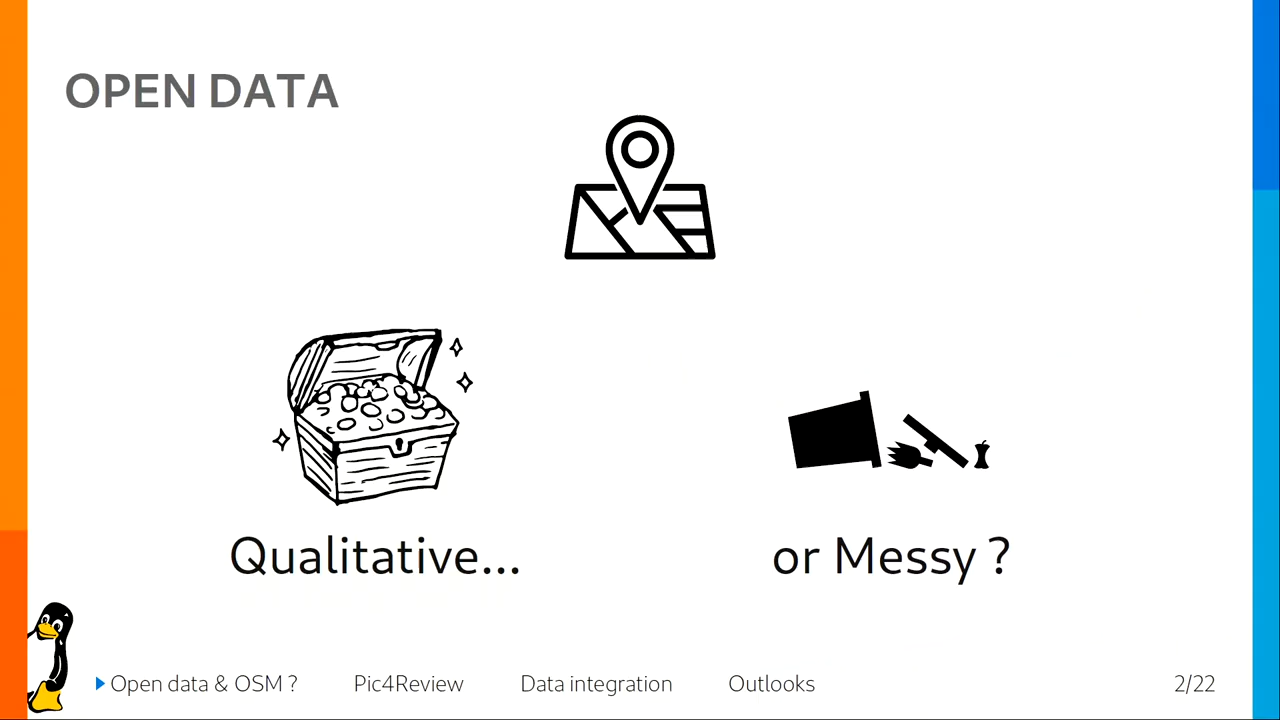 OPEN DATA
Qualitative... or Messy ?
Open data & OSM ? Pic4Review Data integration Outlooks 2/22